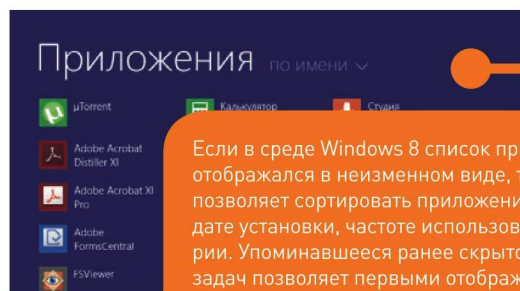 Приложения по имени
µTorrent Калькулятор Студия
Adobe Acrobat
Distiller XI
Adobe Acrobat XI
Pro
Adobe
FormsCentral
FSViewer
Если в среде Windows 8 список пр
отображался в неизменном виде, т
позволяет сортировать приложени
дате установки, частоте использов
рии. Упоминавшееся ранее скрыто
задач позволяет первыми отображ